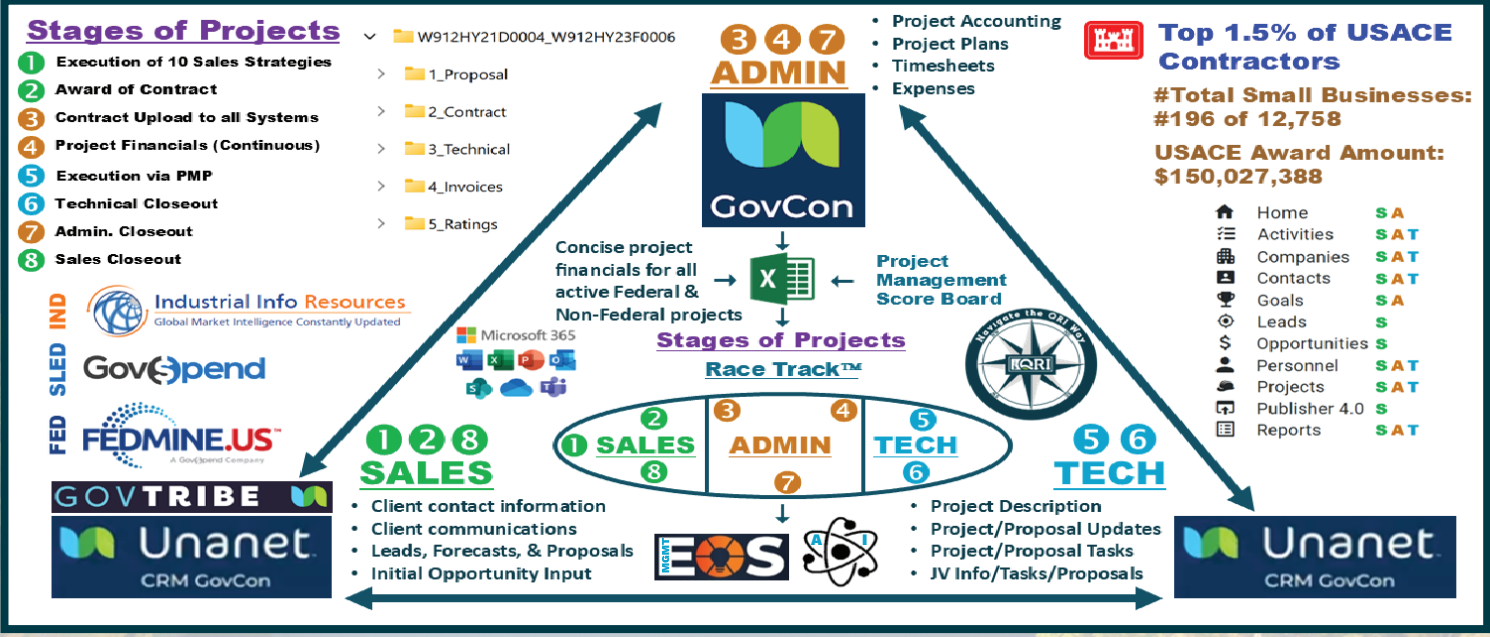 Stages of Projects
1 Execution of 10 Sales Strategies
2 Award of Contract
3 Contract Upload to all Systems
4 Project Financials (Continuous)
5 Execution via PMP
6 Technical Closeout
7 Admin. Closeout
8 Sales Closeout
W912HY21D0004_W912HY23F0006
1_Proposal
2_Contract
3_Technical
4_Invoices
5_Ratings
3 4 7
ADMIN
• Project Accounting
• Project Plans
• Timesheets
• Expenses
GovCon
Top 1.5% of USACE
Contractors
#Total Small Businesses:
#196 of 12,758
USACE Award Amount:
$150,027,388
Home S A
Activities S A T
Companies S A T
Contacts S A T
Goals S A
Leads S
$ Opportunities S
Personnel S A T
Projects S A T
Publisher 4.0 S
Reports S A T
Concise project
financials for all
active Federal &
Non-Federal projects
X
Project
Management
Score Board
IND
Industrial Info Resources
Global Market Intelligence Constantly Updated
SLED
GovSpend
FED
FEDMINE.US™
A GovSpend Company
Microsoft 365
W X P O
S T
Stages of Projects
Race Track™
Navigate the QRI Way
QRI
1 2 8
SALES
2
1 SALES
8
3 4
ADMIN
7
5
TECH
6
5 6
TECH
GOVTRIBE
Unanet
CRM GovCon
• Client contact information
• Client communications
• Leads, Forecasts, & Proposals
• Initial Opportunity Input
MGMT
EOS
A I
• Project Description
• Project/Proposal Updates
• Project/Proposal Tasks
• JV Info/Tasks/Proposals
Unanet
CRM GovCon